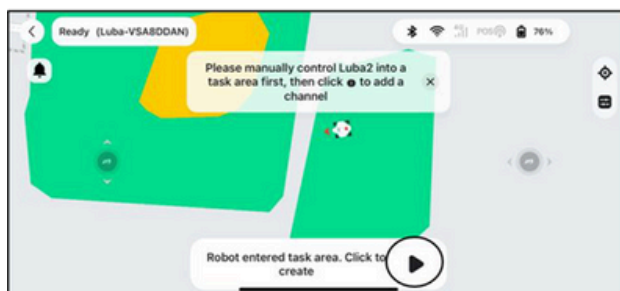 Ready (Luba-VSA8DDAN)
POS
76%
Please manually control Luba2 into a
task area first, then click to add a
channel
Robot entered task area. Click to
create